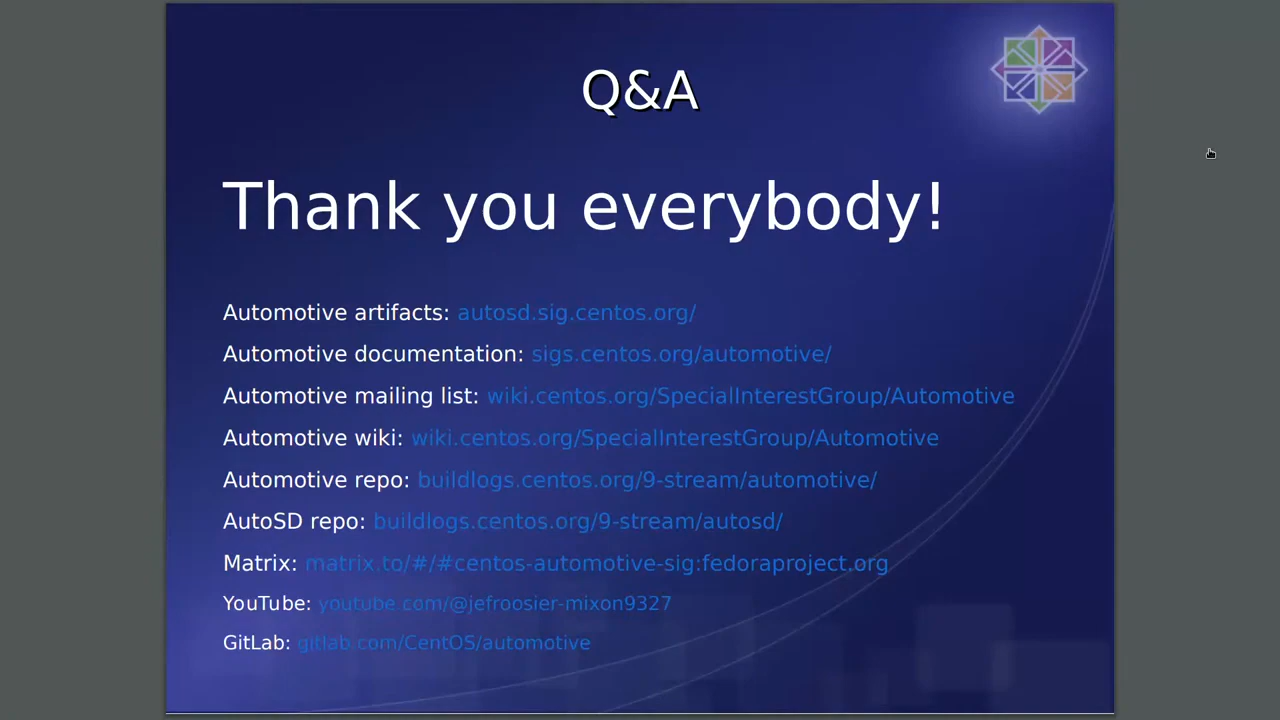 Q&A
Thank you everybody!
Automotive artifacts: autosd.sig.centos.org/
Automotive documentation: sigs.centos.org/automotive/
Automotive mailing list: wiki.centos.org/SpecialInterestGroup/Automotive
Automotive wiki: wiki.centos.org/SpecialInterestGroup/Automotive
Automotive repo: buildlogs.centos.org/9-stream/automotive/
AutoSD repo: buildlogs.centos.org/9-stream/autosd/
Matrix: matrix.to/#/#centos-automotive-sig:fedoraproject.org
YouTube: youtube.com/@jefroosier-mixon9327
GitLab: gitlab.com/CentOS/automotive